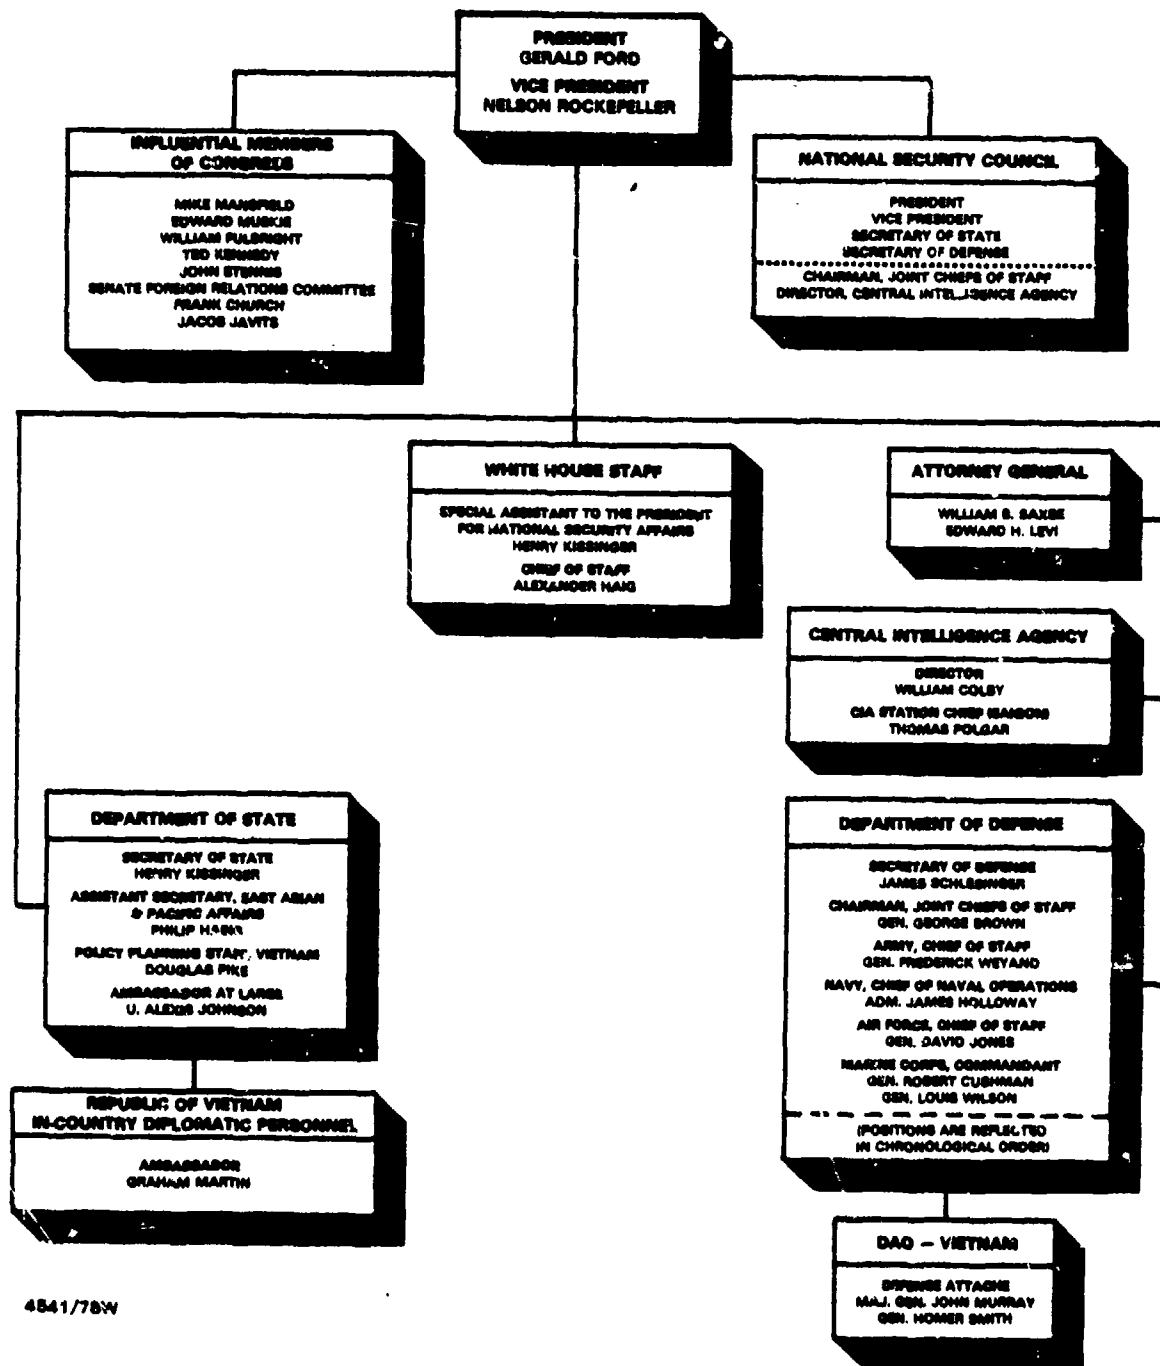 PRESIDENT
GERALD FORD
VICE PRESIDENT
NELSON ROCKEFELLER
INFLUENTIAL MEMBERS
OF CONGRESS
MIKE MANSFIELD
EDWARD MUSKIE
WILLIAM FULBRIGHT
TED KENNEDY
JOHN STENNIS
SENATE FOREIGN RELATIONS COMMITTEE
FRANK CHURCH
JACOB JAVITS
NATIONAL SECURITY COUNCIL
PRESIDENT
VICE PRESIDENT
SECRETARY OF STATE
SECRETARY OF DEFENSE
CHAIRMAN, JOINT CHIEFS OF STAFF
DIRECTOR, CENTRAL INTELLIGENCE AGENCY
WHITE HOUSE STAFF
SPECIAL ASSISTANT TO THE PRESIDENT
FOR NATIONAL SECURITY AFFAIRS
HENRY KISSINGER
CHIEF OF STAFF
ALEXANDER HAIG
ATTORNEY GENERAL
WILLIAM B. SAXBE
EDWARD H. LEVI
CENTRAL INTELLIGENCE AGENCY
DIRECTOR
WILLIAM COLBY
CIA STATION CHIEF (SAIGON)
THOMAS POLGAR
DEPARTMENT OF STATE
SECRETARY OF STATE
HENRY KISSINGER
ASSISTANT SECRETARY, EAST ASIAN
& PACIFIC AFFAIRS
PHILIP HABIB
POLICY PLANNING STAFF, VIETNAM
DOUGLAS PIKE
AMBASSADOR AT LARGE
U. ALEXIS JOHNSON
REPUBLIC OF VIETNAM
IN-COUNTRY DIPLOMATIC PERSONNEL
AMBASSADOR
GRAHAM MARTIN
DEPARTMENT OF DEFENSE
SECRETARY OF DEFENSE
JAMES SCHLESINGER
CHAIRMAN, JOINT CHIEFS OF STAFF
GEN. GEORGE BROWN
ARMY, CHIEF OF STAFF
GEN. FREDERICK WEYAND
NAVY, CHIEF OF NAVAL OPERATIONS
ADM. JAMES HOLLOWAY
AIR FORCE, CHIEF OF STAFF
GEN. DAVID JONES
MARINE CORPS, COMMANDANT
GEN. ROBERT CUSHMAN
GEN. LOUIS WILSON
(POSITIONS ARE REFLECTED
IN CHRONOLOGICAL ORDER)
DAO – VIETNAM
DEFENSE ATTACHE
MAJ. GEN. JOHN MURRAY
GEN. HOMER SMITH
4541/78W